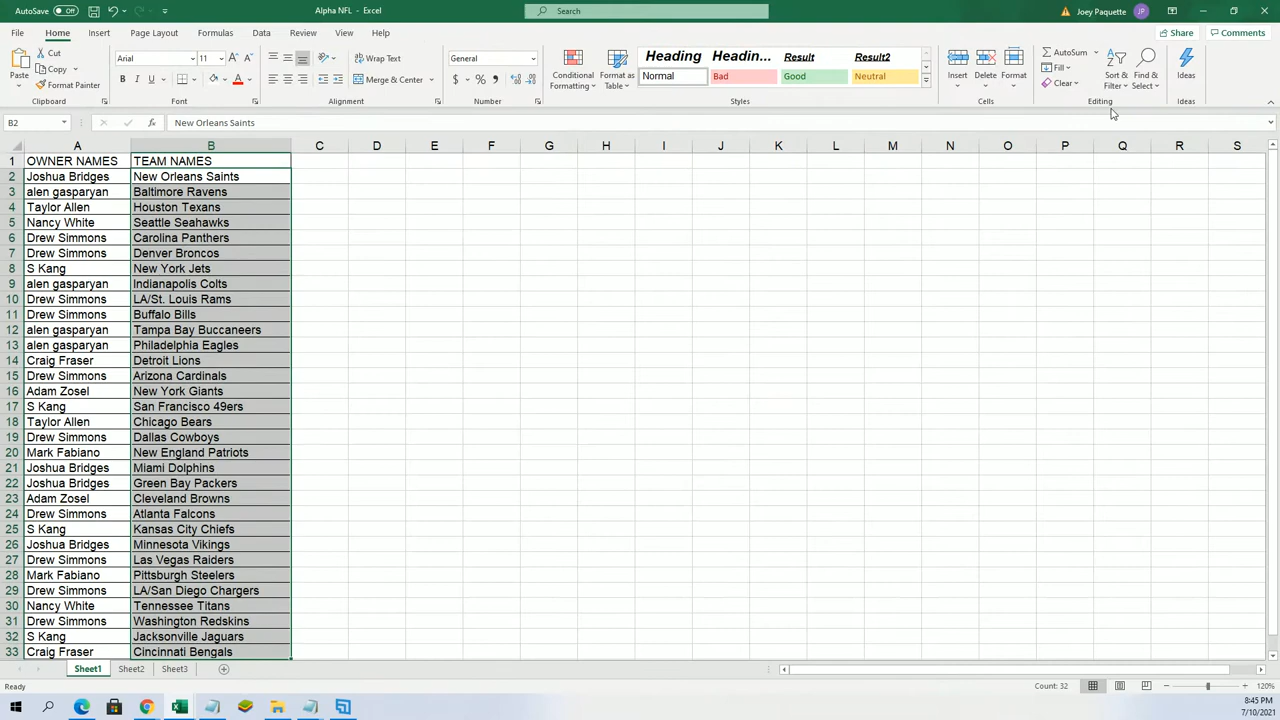 AutoSave Off Alpha NFL - Excel Search Joey Paquette JP
File Home Insert Page Layout Formulas Data Review View Help Share Comments
Paste Cut Copy Format Painter
Clipboard
Arial 11 A A B I U A
Font
Wrap Text Merge & Center
Alignment
General $ % 9
Number
Conditional Formatting Format as Table
Heading Headin... Result Result2
Normal Bad Good Neutral
Styles
Insert Delete Format
Cells
AutoSum Fill Clear Sort & Filter Find & Select
Editing
Ideas
Ideas
B2 fx New Orleans Saints
A B C D E F G H I J K L M N O P Q R S
1 OWNER NAMES TEAM NAMES
2 Joshua Bridges New Orleans Saints
3 alen gasparyan Baltimore Ravens
4 Taylor Allen Houston Texans
5 Nancy White Seattle Seahawks
6 Drew Simmons Carolina Panthers
7 Drew Simmons Denver Broncos
8 S Kang New York Jets
9 alen gasparyan Indianapolis Colts
10 Drew Simmons LA/St. Louis Rams
11 Drew Simmons Buffalo Bills
12 alen gasparyan Tampa Bay Buccaneers
13 alen gasparyan Philadelphia Eagles
14 Craig Fraser Detroit Lions
15 Drew Simmons Arizona Cardinals
16 Adam Zosel New York Giants
17 S Kang San Francisco 49ers
18 Taylor Allen Chicago Bears
19 Drew Simmons Dallas Cowboys
20 Mark Fabiano New England Patriots
21 Joshua Bridges Miami Dolphins
22 Joshua Bridges Green Bay Packers
23 Adam Zosel Cleveland Browns
24 Drew Simmons Atlanta Falcons
25 S Kang Kansas City Chiefs
26 Joshua Bridges Minnesota Vikings
27 Drew Simmons Las Vegas Raiders
28 Mark Fabiano Pittsburgh Steelers
29 Drew Simmons LA/San Diego Chargers
30 Nancy White Tennessee Titans
31 Drew Simmons Washington Redskins
32 S Kang Jacksonville Jaguars
33 Craig Fraser Cincinnati Bengals
Sheet1 Sheet2 Sheet3
Ready Count: 32 120%
8:45 PM
7/10/2021